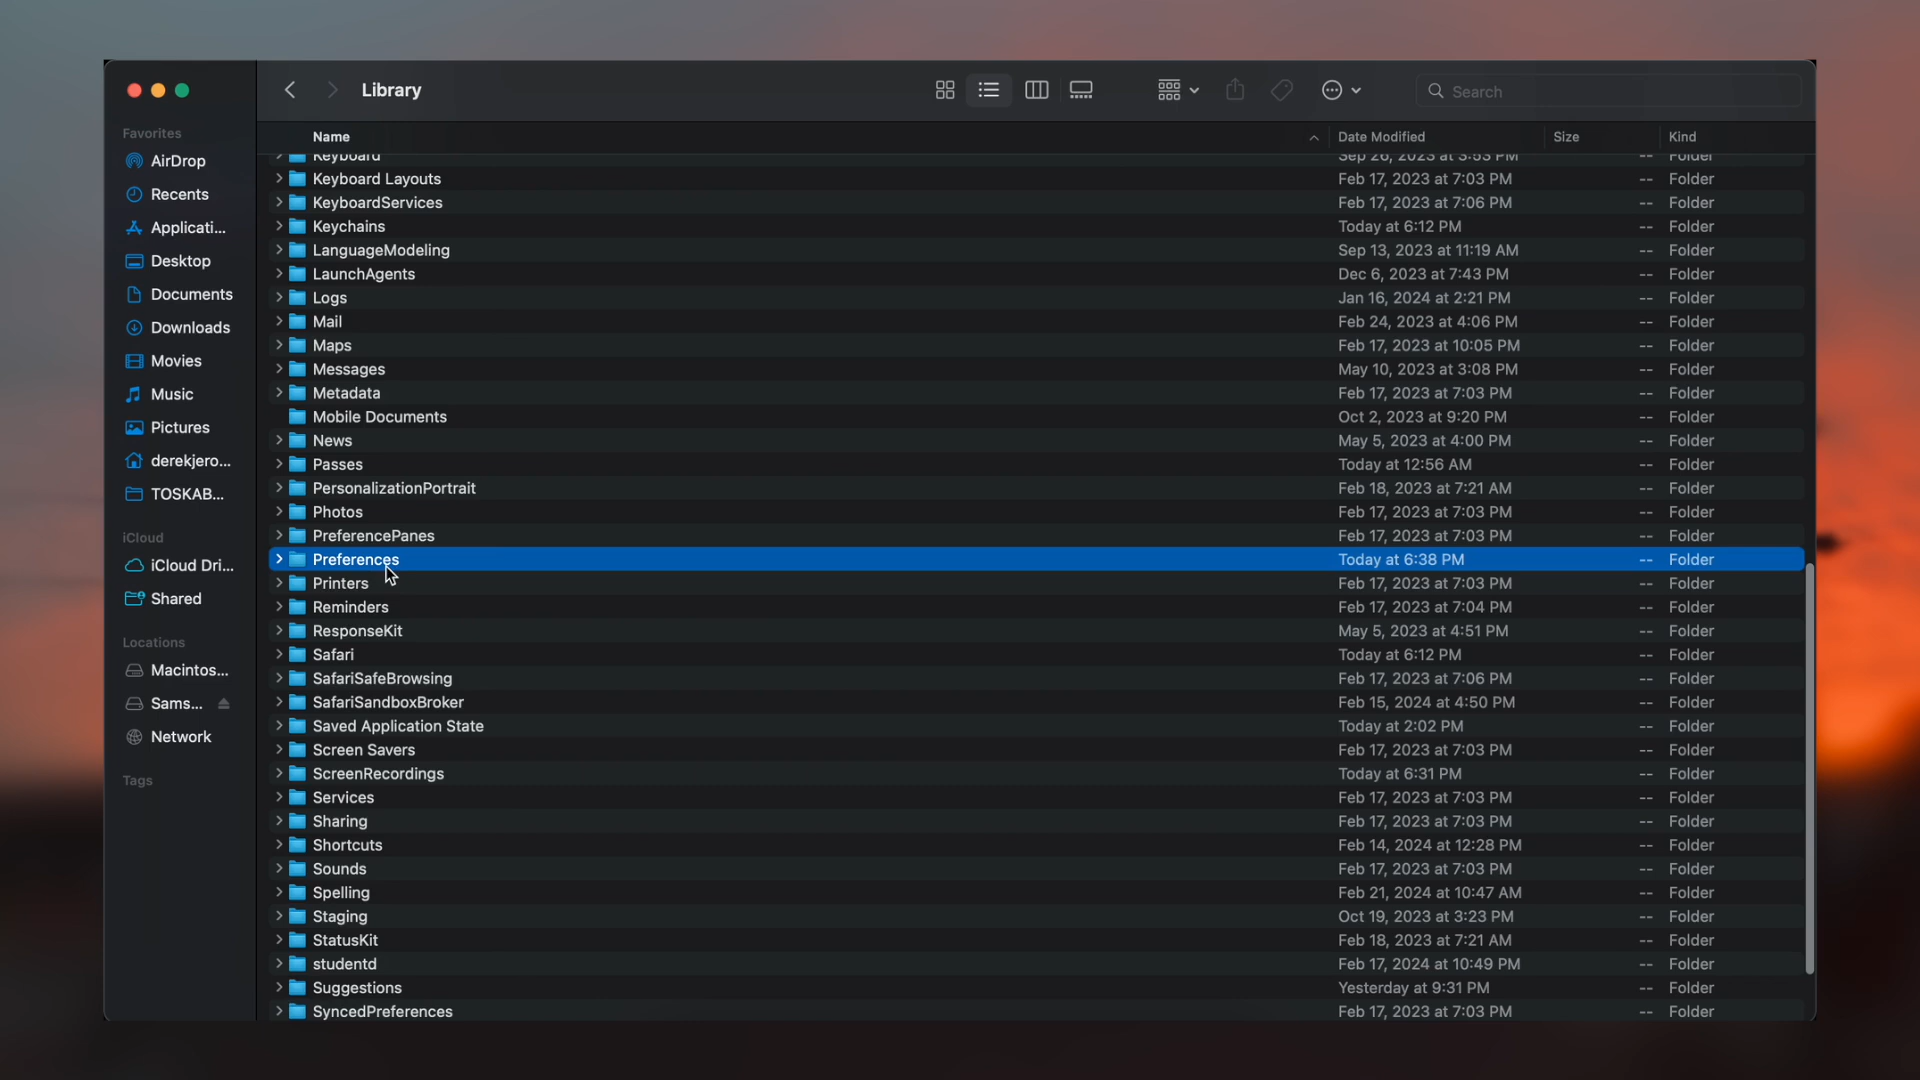 Library
Search
Favorites
AirDrop
Recents
Applicati...
Desktop
Documents
Downloads
Movies
Music
Pictures
derekjero...
TOSKAB...
iCloud
iCloud Dri...
Shared
Locations
Macintos...
Sams...
Network
Tags
Name Date Modified Size Kind
Keyboard Sep 26, 2023 at 3:53 PM -- Folder
Keyboard Layouts Feb 17, 2023 at 7:03 PM -- Folder
KeyboardServices Feb 17, 2023 at 7:06 PM -- Folder
Keychains Today at 6:12 PM -- Folder
LanguageModeling Sep 13, 2023 at 11:19 AM -- Folder
LaunchAgents Dec 6, 2023 at 7:43 PM -- Folder
Logs Jan 16, 2024 at 2:21 PM -- Folder
Mail Feb 24, 2023 at 4:06 PM -- Folder
Maps Feb 17, 2023 at 10:05 PM -- Folder
Messages May 10, 2023 at 3:08 PM -- Folder
Metadata Feb 17, 2023 at 7:03 PM -- Folder
Mobile Documents Oct 2, 2023 at 9:20 PM -- Folder
News May 5, 2023 at 4:00 PM -- Folder
Passes Today at 12:56 AM -- Folder
PersonalizationPortrait Feb 18, 2023 at 7:21 AM -- Folder
Photos Feb 17, 2023 at 7:03 PM -- Folder
PreferencePanes Feb 17, 2023 at 7:03 PM -- Folder
Preferences Today at 6:38 PM -- Folder
Printers Feb 17, 2023 at 7:03 PM -- Folder
Reminders Feb 17, 2023 at 7:04 PM -- Folder
ResponseKit May 5, 2023 at 4:51 PM -- Folder
Safari Today at 6:12 PM -- Folder
SafariSafeBrowsing Feb 17, 2023 at 7:06 PM -- Folder
SafariSandboxBroker Feb 15, 2024 at 4:50 PM -- Folder
Saved Application State Today at 2:02 PM -- Folder
Screen Savers Feb 17, 2023 at 7:03 PM -- Folder
ScreenRecordings Today at 6:31 PM -- Folder
Services Feb 17, 2023 at 7:03 PM -- Folder
Sharing Feb 17, 2023 at 7:03 PM -- Folder
Shortcuts Feb 14, 2024 at 12:28 PM -- Folder
Sounds Feb 17, 2023 at 7:03 PM -- Folder
Spelling Feb 21, 2024 at 10:47 AM -- Folder
Staging Oct 19, 2023 at 3:23 PM -- Folder
StatusKit Feb 18, 2023 at 7:21 AM -- Folder
studentd Feb 17, 2024 at 10:49 PM -- Folder
Suggestions Yesterday at 9:31 PM -- Folder
SyncedPreferences Feb 17, 2023 at 7:03 PM -- Folder